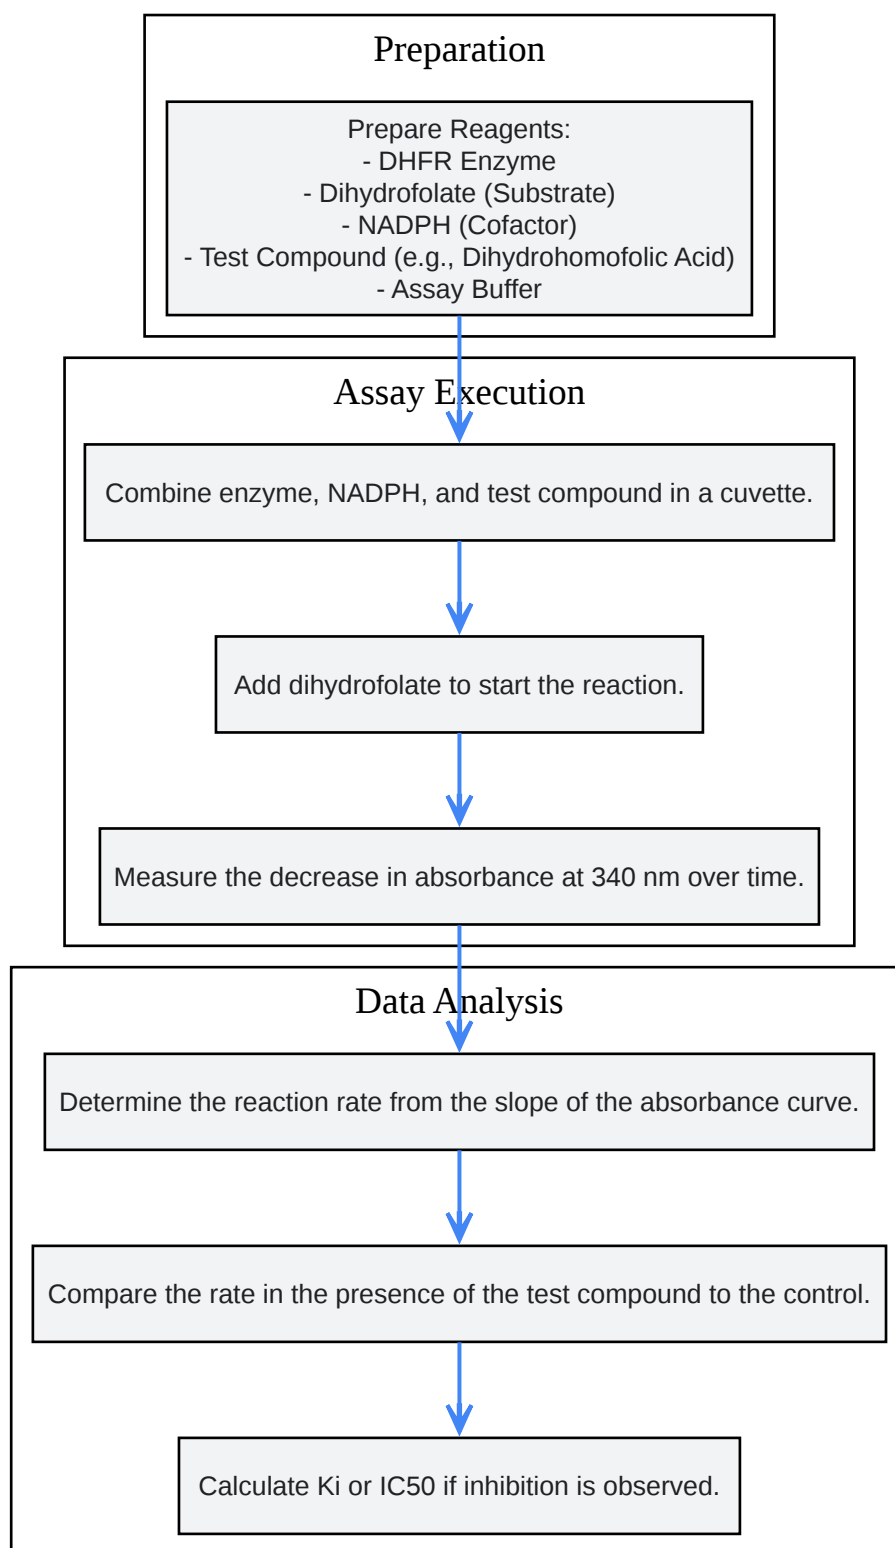 Preparation
Prepare Reagents:
- DHFR Enzyme
- Dihydrofolate (Substrate)
- NADPH (Cofactor)
- Test Compound (e.g., Dihydrohomofolic Acid)
- Assay Buffer
Assay Execution
Combine enzyme, NADPH, and test compound in a cuvette.
Add dihydrofolate to start the reaction.
Measure the decrease in absorbance at 340 nm over time.
Data Analysis
Determine the reaction rate from the slope of the absorbance curve.
Compare the rate in the presence of the test compound to the control.
Calculate Ki or IC50 if inhibition is observed.